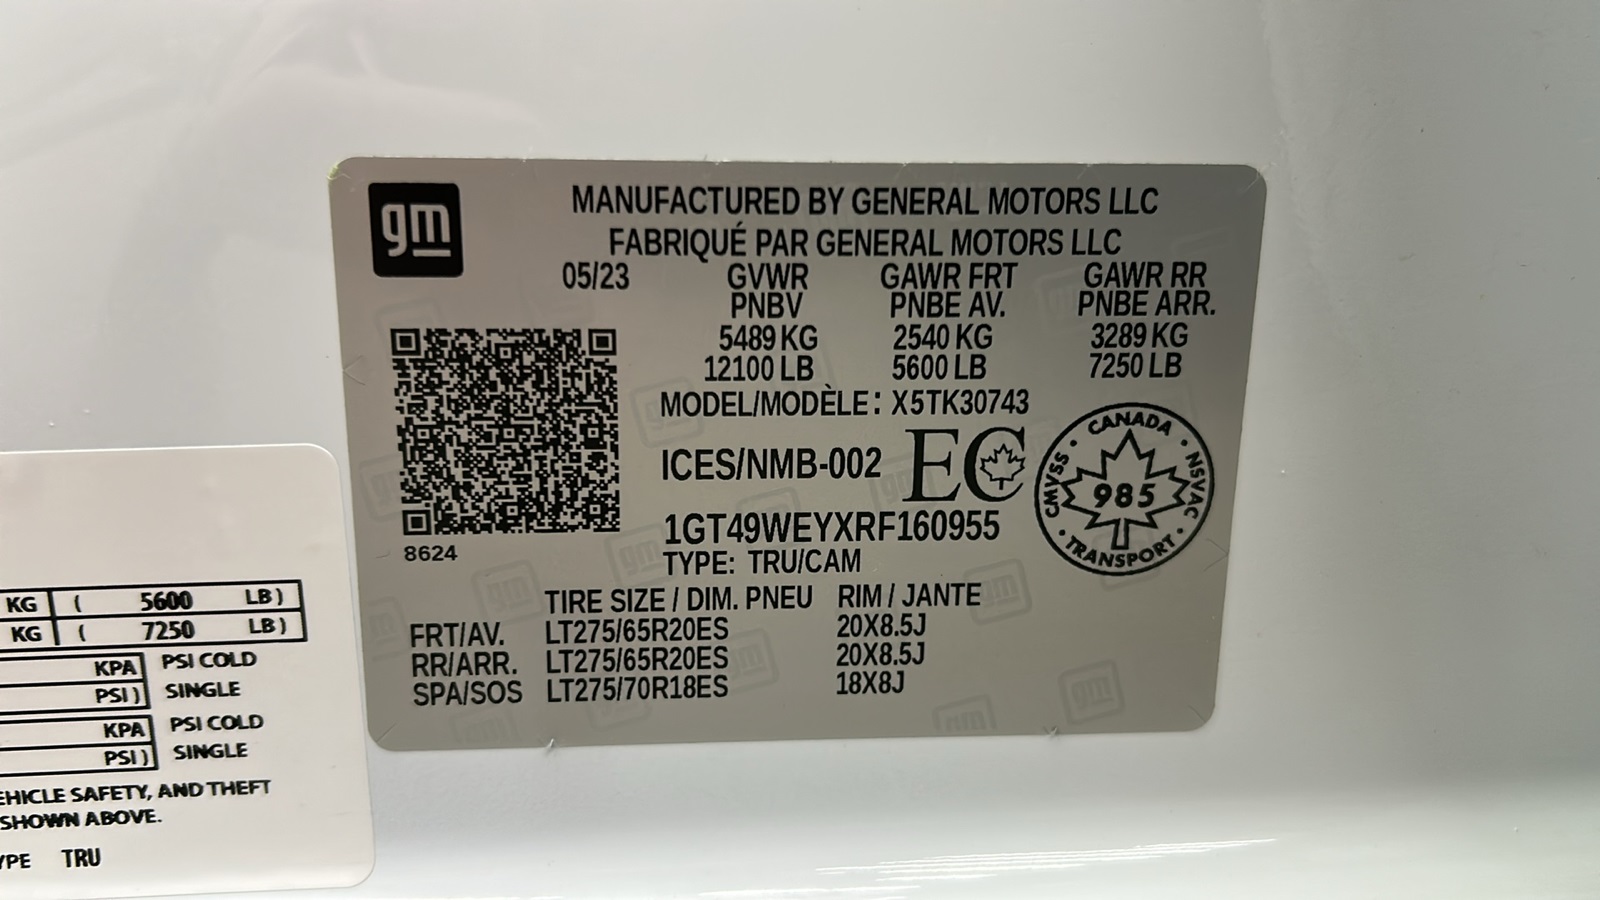 gm
MANUFACTURED BY GENERAL MOTORS LLC
FABRIQUÉ PAR GENERAL MOTORS LLC
05/23 GVWR GAWR FRT GAWR RR
PNBV PNBE AV. PNBE ARR.
5489 KG 2540 KG 3289 KG
12100 LB 5600 LB 7250 LB
MODEL/MODÈLE: X5TK30743
ICES/NMB-002 EC
CANADA
CMVSS 985 NSVAC
TRANSPORT
1GT49WEYXRF160955
8624
TYPE: TRU/CAM
TIRE SIZE / DIM. PNEU RIM / JANTE
FRT/AV. LT275/65R20ES 20X8.5J
RR/ARR. LT275/65R20ES 20X8.5J
SPA/SOS LT275/70R18ES 18X8J
KG ( 5600 LB)
KG ( 7250 LB)
KPA PSI COLD
PSI) SINGLE
KPA PSI COLD
PSI) SINGLE
SAFETY, AND THEFT
SHOWN ABOVE.
TRU